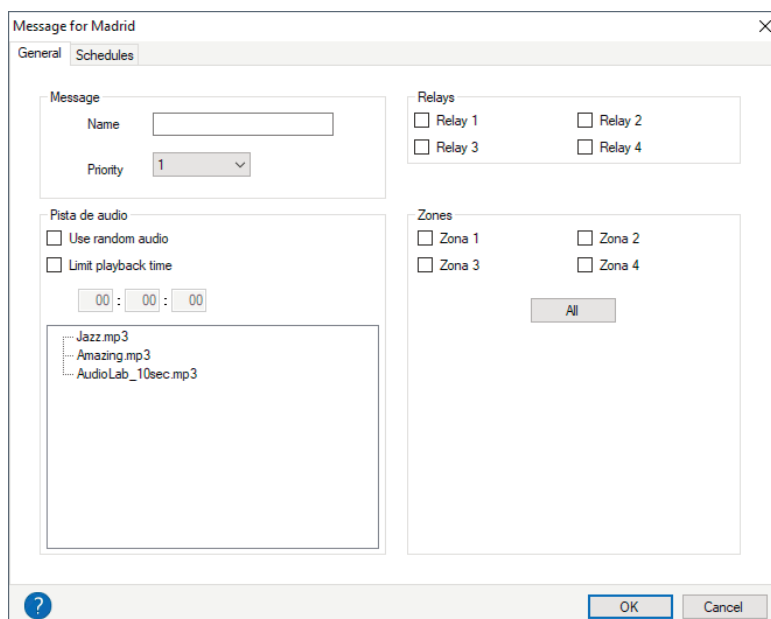 Message for Madrid
General Schedules
Message
Name
Priority 1
Relays
Relay 1 Relay 2
Relay 3 Relay 4
Pista de audio
Use random audio
Limit playback time
00 : 00 : 00
Jazz.mp3
Amazing.mp3
AudioLab_10sec.mp3
Zones
Zona 1 Zona 2
Zona 3 Zona 4
All
? OK Cancel